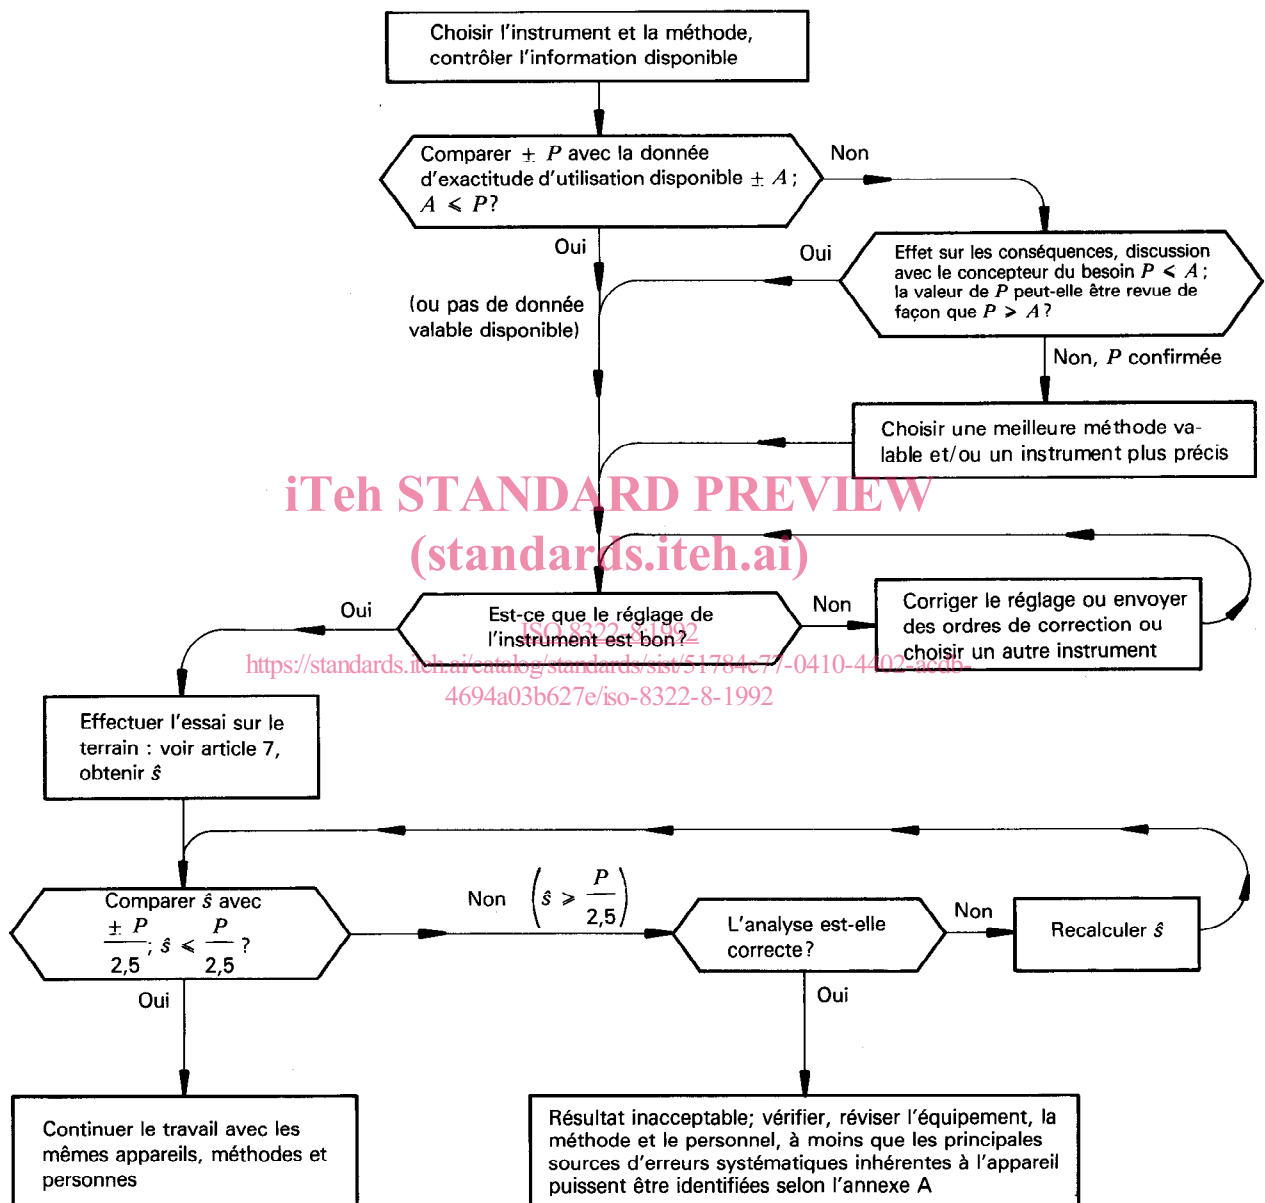 Choisir l'instrument et la méthode,
contrôler l'information disponible
Comparer ± P avec la donnée
d'exactitude d'utilisation disponible ± A ;
A ⩽ P?
Non
Oui
(ou pas de donnée
valable disponible)
Oui
Effet sur les conséquences, discussion
avec le concepteur du besoin P < A ;
la valeur de P peut-elle être revue de
façon que P > A ?
Non, P confirmée
Choisir une meilleure méthode va-
lable et/ou un instrument plus précis
iTeh STANDARD PREVIEW
(standards.iteh.ai)
Oui
Est-ce que le réglage de
l'instrument est bon?
Non
Corriger le réglage ou envoyer
des ordres de correction ou
choisir un autre instrument
ISO 8322-8:1992
https://standards.iteh.ai/catalog/standards/sist/51784c77-0410-4402-acdb-
4694a03b627e/iso-8322-8-1992
Effectuer l'essai sur le
terrain : voir article 7,
obtenir ŝ
Comparer ŝ avec
± P / 2,5 ; ŝ ⩽ P / 2,5 ?
Non (ŝ ⩾ P / 2,5)
L'analyse est-elle
correcte?
Non
Recalculer ŝ
Oui
Oui
Continuer le travail avec les
mêmes appareils, méthodes et
personnes
Résultat inacceptable; vérifier, réviser l'équipement, la
méthode et le personnel, à moins que les principales
sources d'erreurs systématiques inhérentes à l'appareil
puissent être identifiées selon l'annexe A